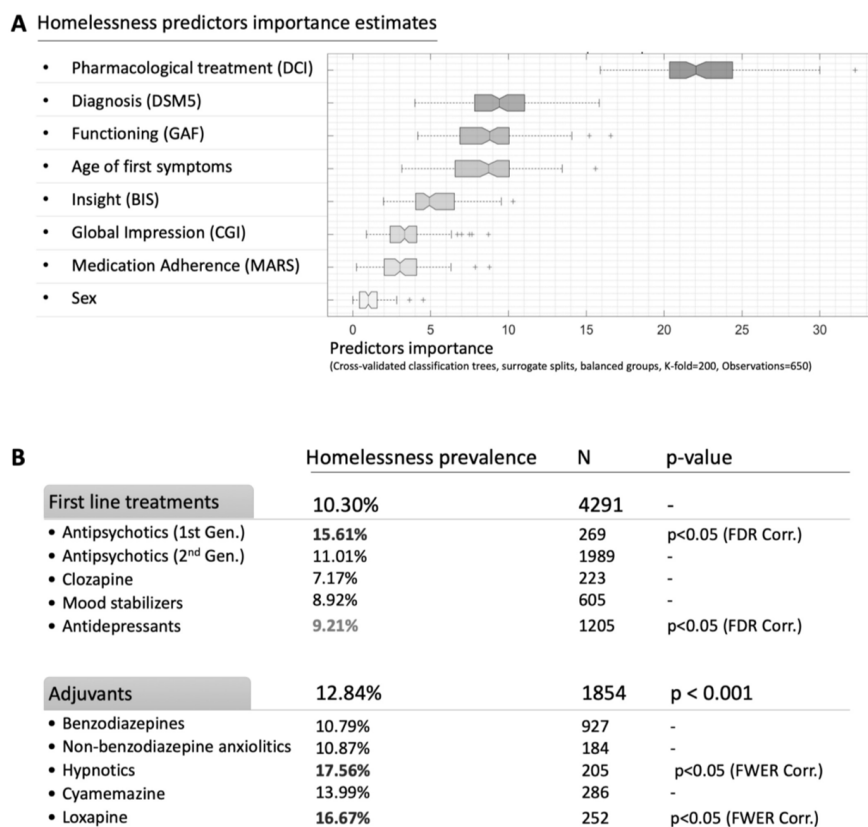 A Homelessness predictors importance estimates
• Pharmacological treatment (DCI)
• Diagnosis (DSM5)
• Functioning (GAF)
• Age of first symptoms
• Insight (BIS)
• Global Impression (CGI)
• Medication Adherence (MARS)
• Sex
0 5 10 15 20 25 30
Predictors importance
(Cross-validated classification trees, surrogate splits, balanced groups, K-fold=200, Observations=650)
B Homelessness prevalence N p-value
First line treatments 10.30% 4291 -
• Antipsychotics (1st Gen.) 15.61% 269 p<0.05 (FDR Corr.)
• Antipsychotics (2nd Gen.) 11.01% 1989 -
• Clozapine 7.17% 223 -
• Mood stabilizers 8.92% 605 -
• Antidepressants 9.21% 1205 p<0.05 (FDR Corr.)
Adjuvants 12.84% 1854 p < 0.001
• Benzodiazepines 10.79% 927 -
• Non-benzodiazepine anxiolitics 10.87% 184 -
• Hypnotics 17.56% 205 p<0.05 (FWER Corr.)
• Cyamemazine 13.99% 286 -
• Loxapine 16.67% 252 p<0.05 (FWER Corr.)